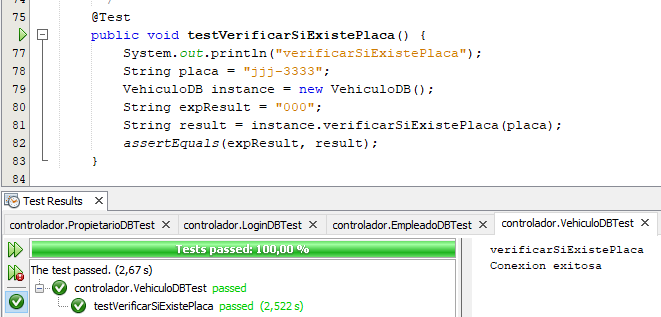 74 */
75 @Test
public void testVerificarSiExistePlaca() {
77 System.out.println("verificarSiExistePlaca");
78 String placa = "jjj-3333";
79 VehiculoDB instance = new VehiculoDB();
80 String expResult = "000";
81 String result = instance.verificarSiExistePlaca(placa);
82 assertEquals(expResult, result);
83 }
84
Test Results
controlador.PropietarioDBTest controlador.LoginDBTest controlador.EmpleadoDBTest controlador.VehiculoDBTest
Tests passed: 100,00 %
The test passed. (2,67 s)
controlador.VehiculoDBTest passed
testVerificarSiExistePlaca passed (2,522 s)
verificarSiExistePlaca
Conexion exitosa